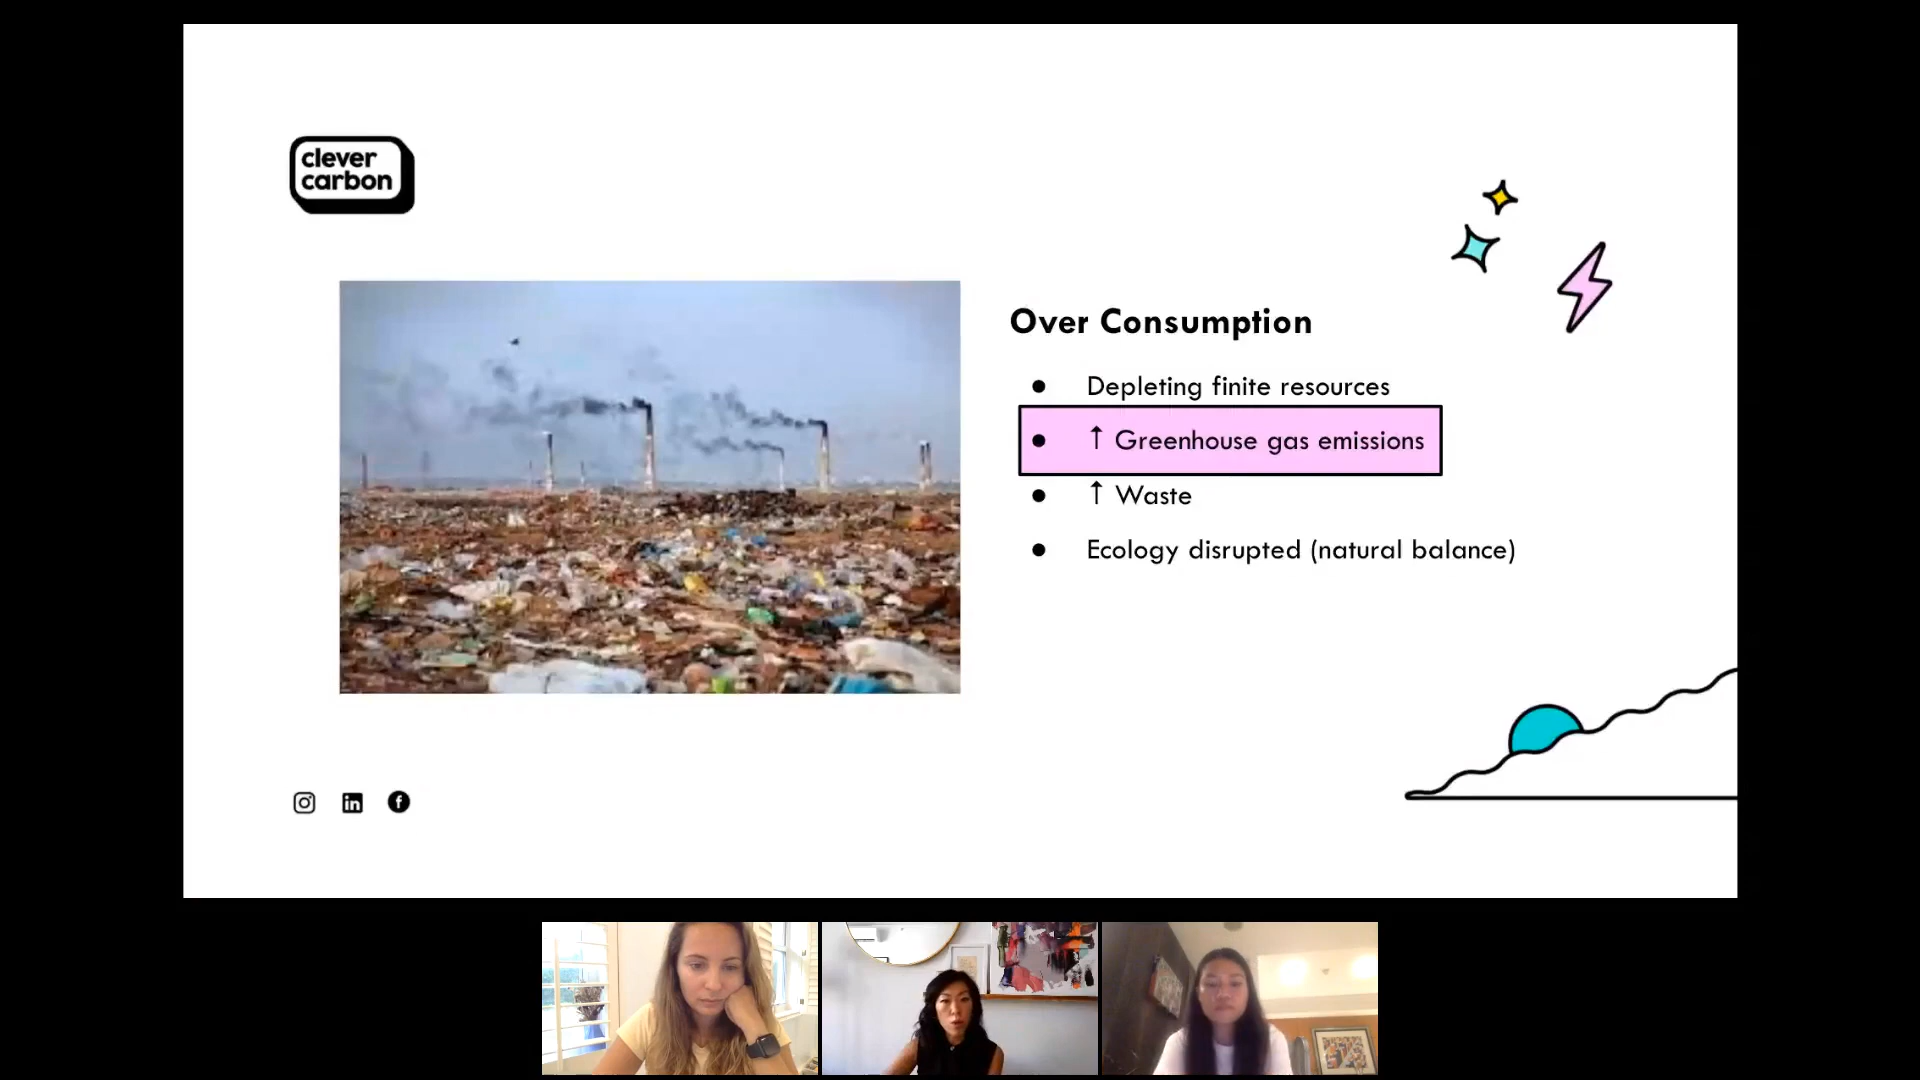 clever
carbon
Over Consumption
● Depleting finite resources
● ↑ Greenhouse gas emissions
● ↑ Waste
● Ecology disrupted (natural balance)